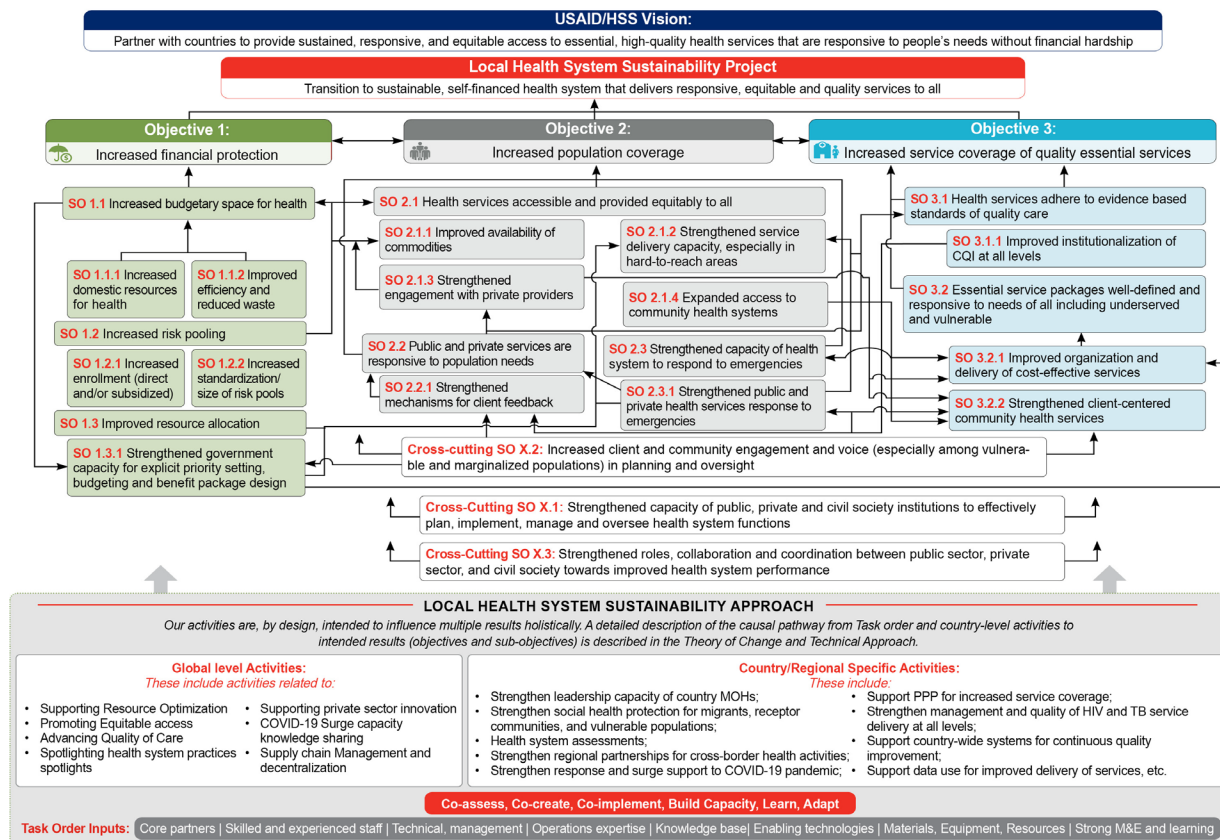 USAID/HSS Vision:
Partner with countries to provide sustained, responsive, and equitable access to essential, high-quality health services that are responsive to people's needs without financial hardship
Local Health System Sustainability Project
Transition to sustainable, self-financed health system that delivers responsive, equitable and quality services to all
Objective 1:
Increased financial protection
Objective 2:
Increased population coverage
Objective 3:
Increased service coverage of quality essential services
SO 1.1 Increased budgetary space for health
SO 1.1.1 Increased
domestic resources
for health
SO 1.1.2 Improved
efficiency and
reduced waste
SO 1.2 Increased risk pooling
SO 1.2.1 Increased
enrollment (direct
and/or subsidized)
SO 1.2.2 Increased
standardization/
size of risk pools
SO 1.3 Improved resource allocation
SO 1.3.1 Strengthened government
capacity for explicit priority setting,
budgeting and benefit package design
SO 2.1 Health services accessible and provided equitably to all
SO 2.1.1 Improved availability of
commodities
SO 2.1.2 Strengthened service
delivery capacity, especially in
hard-to-reach areas
SO 2.1.3 Strengthened
engagement with private providers
SO 2.1.4 Expanded access to
community health systems
SO 2.2 Public and private services are
responsive to population needs
SO 2.3 Strengthened capacity of health
system to respond to emergencies
SO 2.2.1 Strengthened
mechanisms for client feedback
SO 2.3.1 Strengthened public and
private health services response to
emergencies
SO 3.1 Health services adhere to evidence based
standards of quality care
SO 3.1.1 Improved institutionalization of
CQI at all levels
SO 3.2 Essential service packages well-defined and
responsive to needs of all including underserved
and vulnerable
SO 3.2.1 Improved organization and
delivery of cost-effective services
SO 3.2.2 Strengthened client-centered
community health services
Cross-cutting SO X.2: Increased client and community engagement and voice (especially among vulnera-
ble and marginalized populations) in planning and oversight
Cross-Cutting SO X.1: Strengthened capacity of public, private and civil society institutions to effectively
plan, implement, manage and oversee health system functions
Cross-Cutting SO X.3: Strengthened roles, collaboration and coordination between public sector, private
sector, and civil society towards improved health system performance
LOCAL HEALTH SYSTEM SUSTAINABILITY APPROACH
Our activities are, by design, intended to influence multiple results holistically. A detailed description of the causal pathway from Task order and country-level activities to
intended results (objectives and sub-objectives) is described in the Theory of Change and Technical Approach.
Global level Activities:
These include activities related to:
• Supporting Resource Optimization
• Promoting Equitable access
• Advancing Quality of Care
• Spotlighting health system practices
spotlights
• Supporting private sector innovation
• COVID-19 Surge capacity
knowledge sharing
• Supply chain Management and
decentralization
Country/Regional Specific Activities:
These include:
• Strengthen leadership capacity of country MOHs;
• Strengthen social health protection for migrants, receptor
communities, and vulnerable populations;
• Health system assessments;
• Strengthen regional partnerships for cross-border health activities;
• Strengthen response and surge support to COVID-19 pandemic;
• Support PPP for increased service coverage;
• Strengthen management and quality of HIV and TB service
delivery at all levels;
• Support country-wide systems for continuous quality
improvement;
• Support data use for improved delivery of services, etc.
Co-assess, Co-create, Co-implement, Build Capacity, Learn, Adapt
Task Order Inputs: Core partners | Skilled and experienced staff | Technical, management | Operations expertise | Knowledge base| Enabling technologies | Materials, Equipment, Resources | Strong M&E and learning